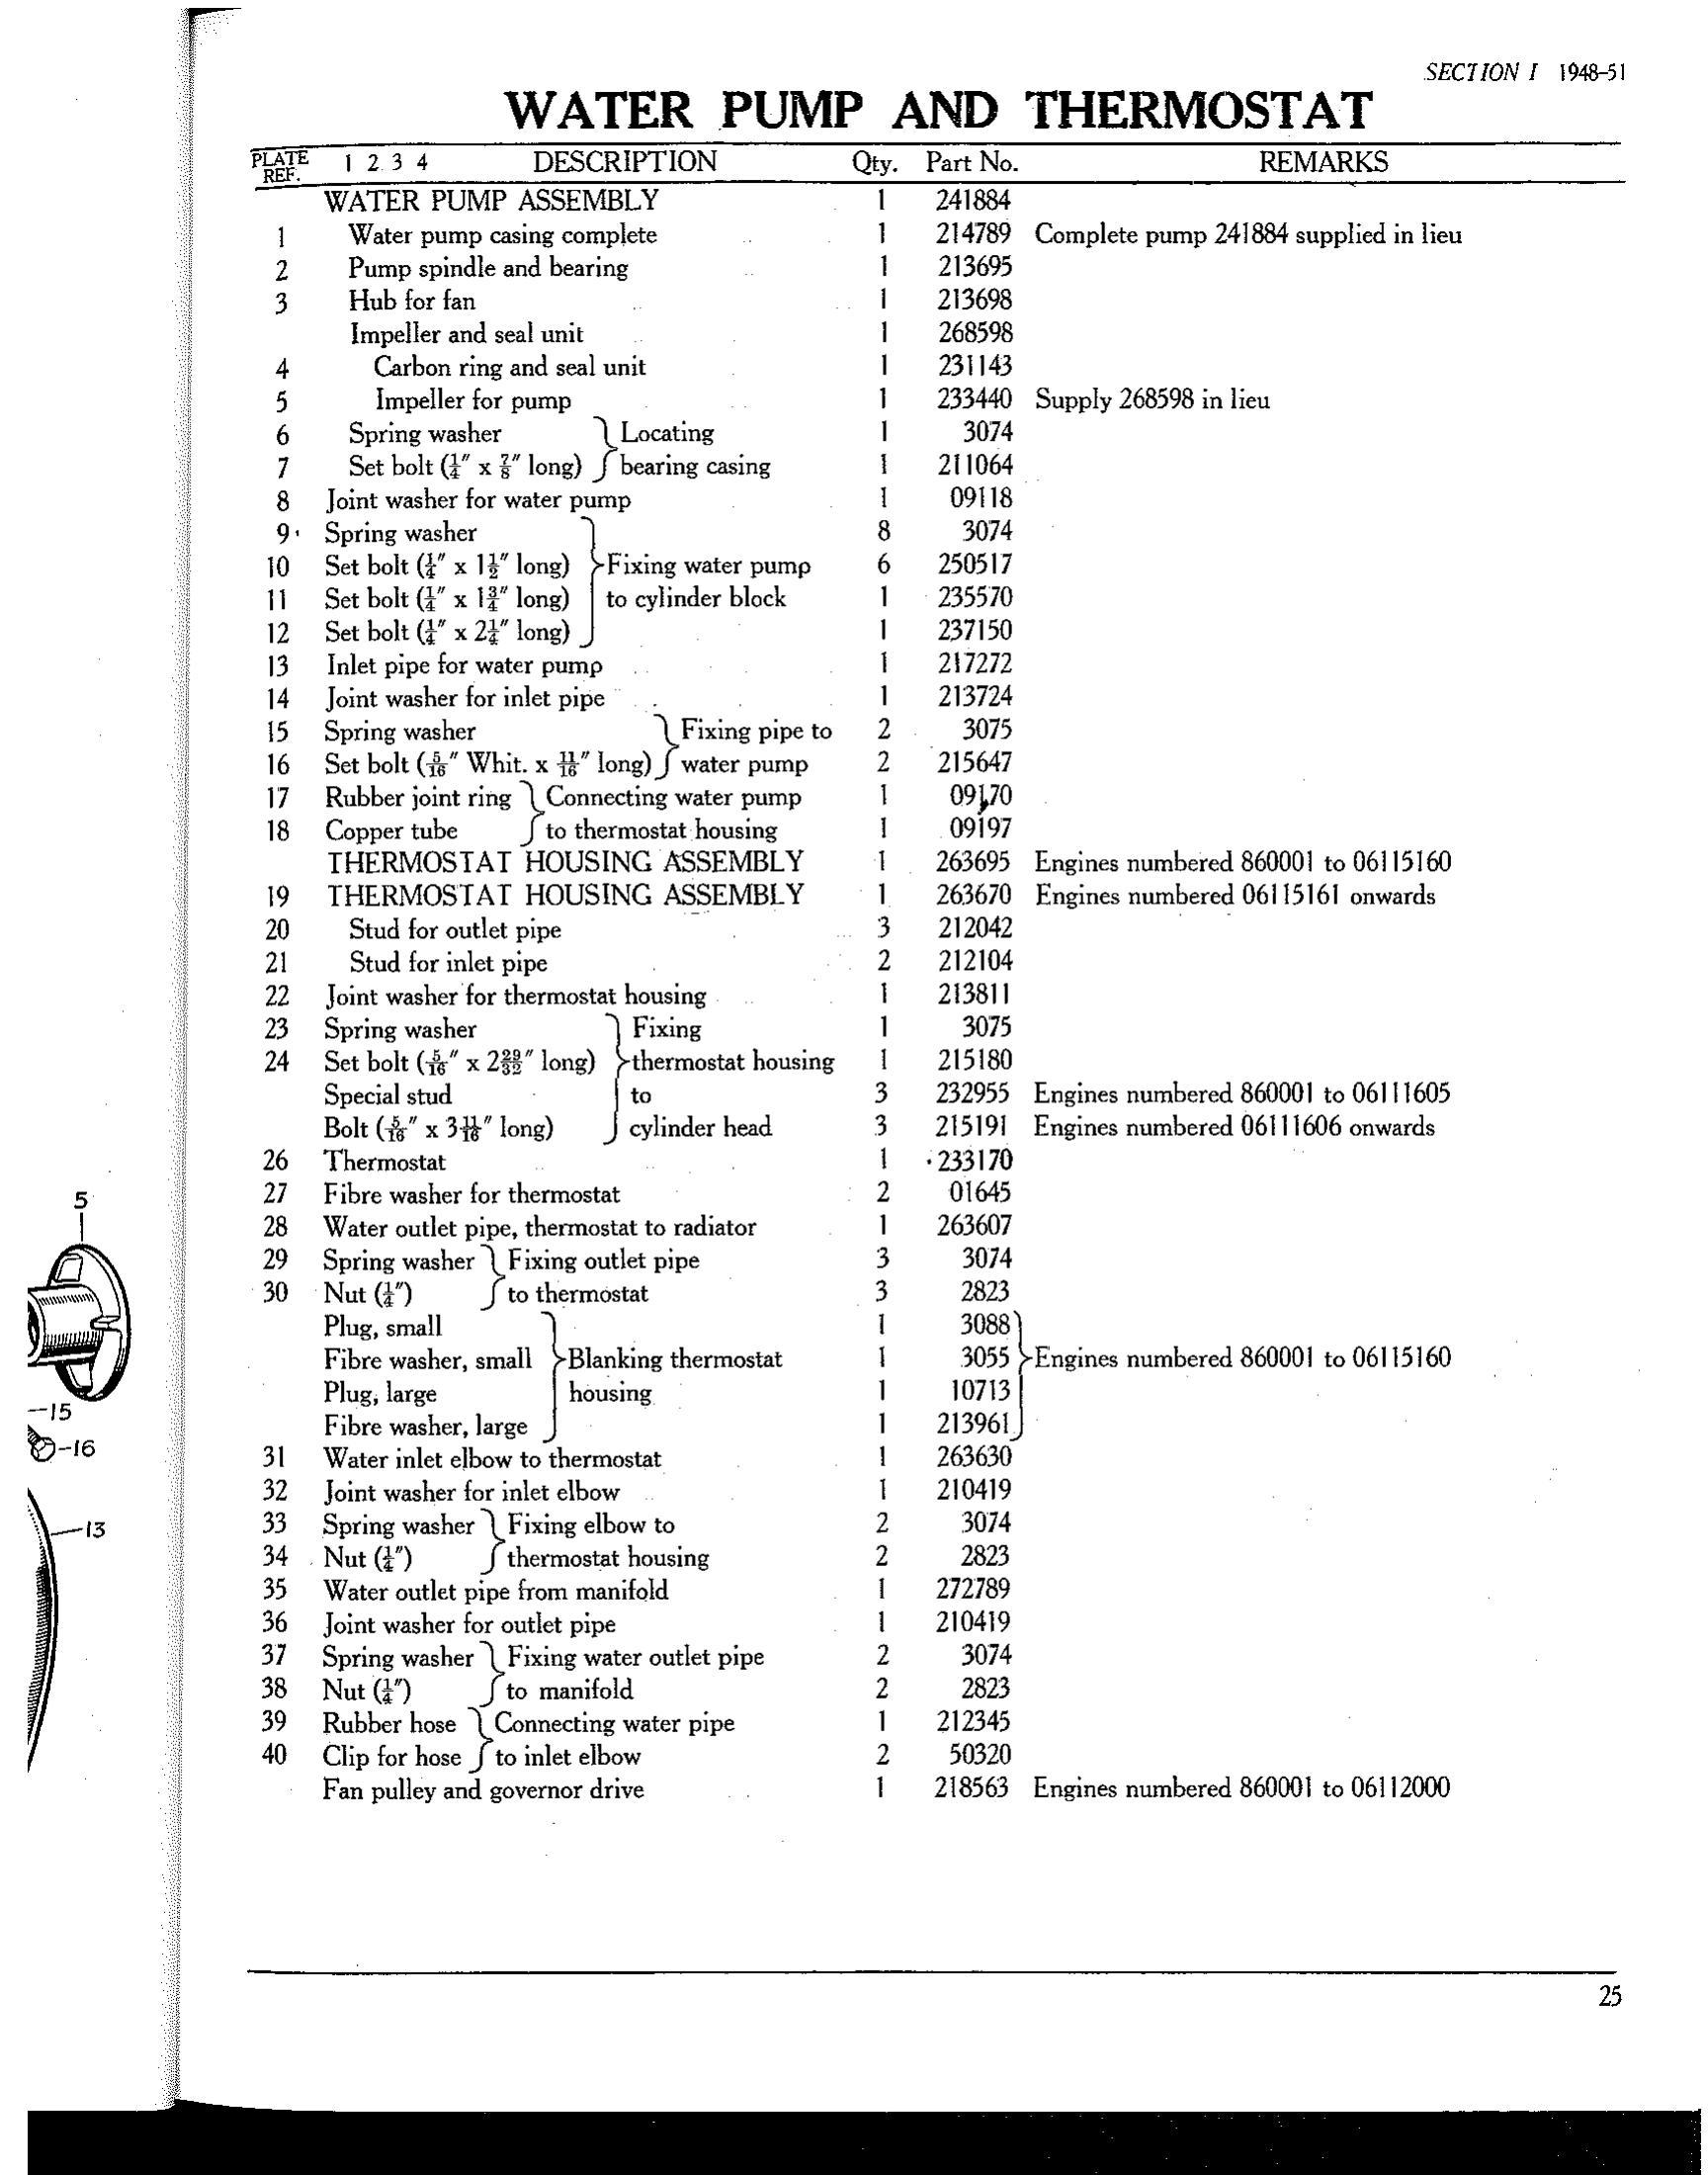 SECTION I 1948–51
WATER PUMP AND THERMOSTAT
PLATE REF. 1 2 3 4 DESCRIPTION Qty. Part No. REMARKS
WATER PUMP ASSEMBLY 1 241884
1 Water pump casing complete 1 214789 Complete pump 241884 supplied in lieu
2 Pump spindle and bearing 1 213695
3 Hub for fan 1 213698
Impeller and seal unit 1 268598
4 Carbon ring and seal unit 1 231143
5 Impeller for pump 1 233440 Supply 268598 in lieu
6 Spring washer } Locating 1 3074
7 Set bolt (¼″ x ⅞″ long) } bearing casing 1 211064
8 Joint washer for water pump 1 09118
9 Spring washer 8 3074
10 Set bolt (¼″ x 1½″ long) } Fixing water pump 6 250517
11 Set bolt (¼″ x 1¾″ long) to cylinder block 1 235570
12 Set bolt (¼″ x 2¼″ long) 1 237150
13 Inlet pipe for water pump 1 217272
14 Joint washer for inlet pipe 1 213724
15 Spring washer } Fixing pipe to 2 3075
16 Set bolt (5/16″ Whit. x 11/16″ long) } water pump 2 215647
17 Rubber joint ring } Connecting water pump 1 09170
18 Copper tube } to thermostat housing 1 09197
THERMOSTAT HOUSING ASSEMBLY 1 263695 Engines numbered 860001 to 06115160
19 THERMOSTAT HOUSING ASSEMBLY 1 263670 Engines numbered 06115161 onwards
20 Stud for outlet pipe 3 212042
21 Stud for inlet pipe 2 212104
22 Joint washer for thermostat housing 1 213811
23 Spring washer } Fixing 1 3075
24 Set bolt (5/16″ x 2 29/32″ long) } thermostat housing 1 215180
Special stud to 3 232955 Engines numbered 860001 to 06111605
Bolt (5/16″ x 3 11/16″ long) } cylinder head 3 215191 Engines numbered 06111606 onwards
26 Thermostat 1 233170
27 Fibre washer for thermostat 2 01645
28 Water outlet pipe, thermostat to radiator 1 263607
29 Spring washer } Fixing outlet pipe 3 3074
30 Nut (¼″) } to thermostat 3 2823
Plug, small 1 3088
Fibre washer, small } Blanking thermostat 1 3055 } Engines numbered 860001 to 06115160
Plug, large housing 1 10713
Fibre washer, large 1 213961
31 Water inlet elbow to thermostat 1 263630
32 Joint washer for inlet elbow 1 210419
33 Spring washer } Fixing elbow to 2 3074
34 Nut (¼″) } thermostat housing 2 2823
35 Water outlet pipe from manifold 1 272789
36 Joint washer for outlet pipe 1 210419
37 Spring washer } Fixing water outlet pipe 2 3074
38 Nut (¼″) } to manifold 2 2823
39 Rubber hose } Connecting water pipe 1 212345
40 Clip for hose } to inlet elbow 2 50320
Fan pulley and governor drive 1 218563 Engines numbered 860001 to 06112000
25
5
15
16
13